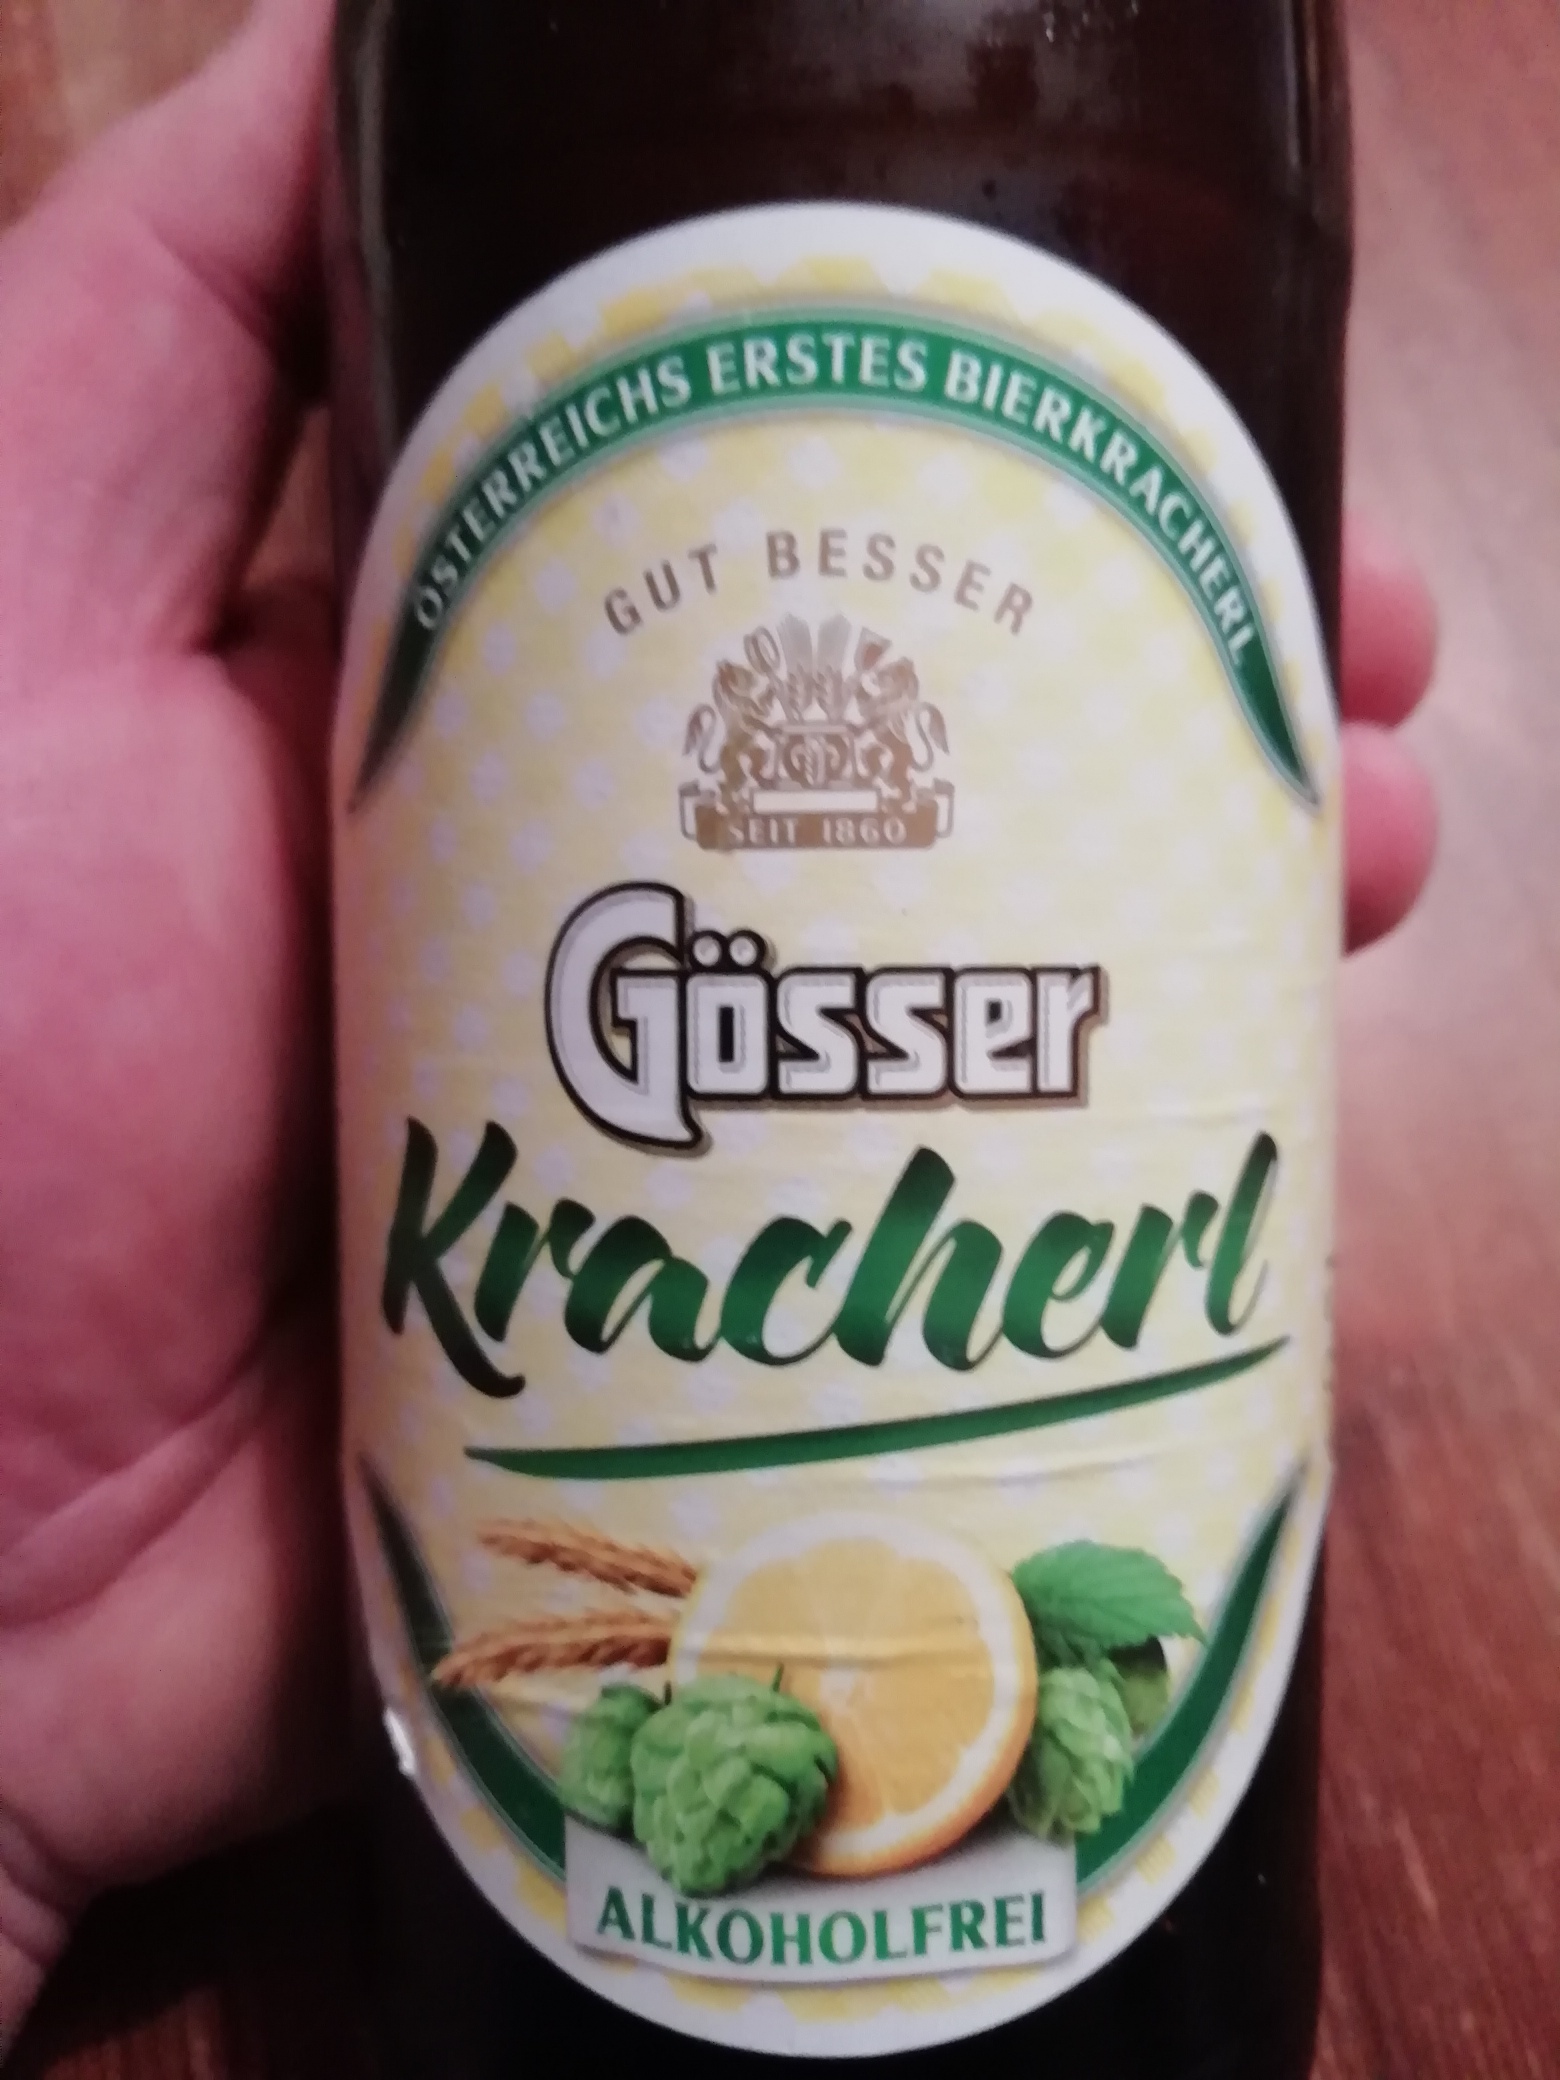 ÖSTERREICHS ERSTES BIERKRACHERL
GUT BESSER
SEIT 1860
Gösser
Kracherl
ALKOHOLFREI